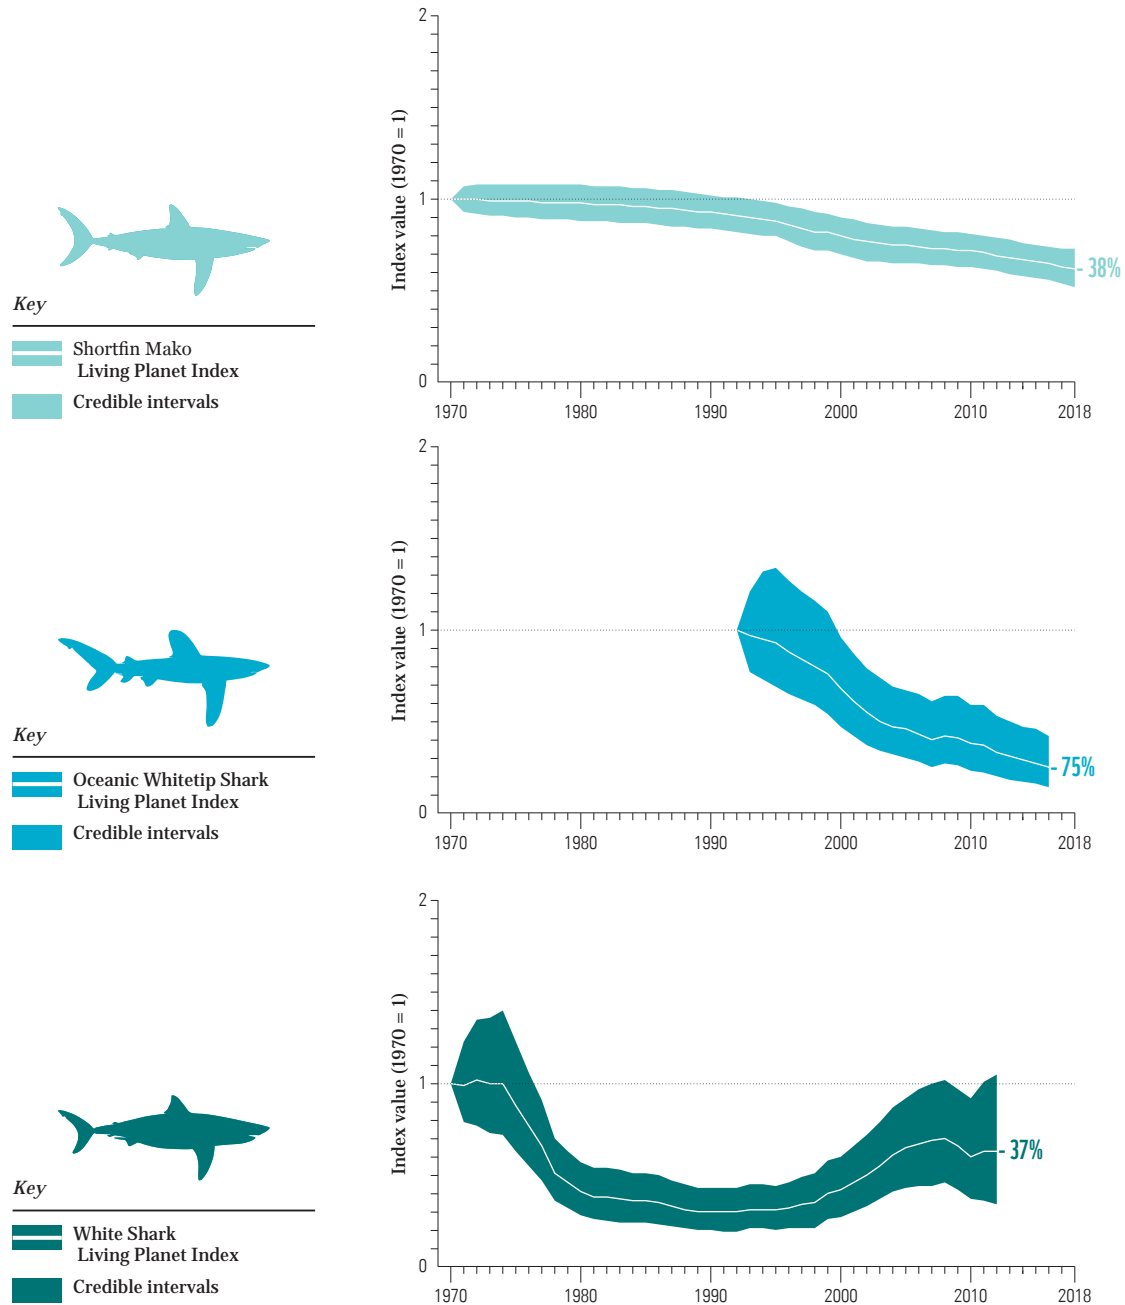 2
Index value (1970 = 1)
1
0
1970 1980 1990 2000 2010 2018
- 38%
Key
Shortfin Mako
Living Planet Index
Credible intervals
2
Index value (1970 = 1)
1
0
1970 1980 1990 2000 2010 2018
- 75%
Key
Oceanic Whitetip Shark
Living Planet Index
Credible intervals
2
Index value (1970 = 1)
1
0
1970 1980 1990 2000 2010 2018
- 37%
Key
White Shark
Living Planet Index
Credible intervals